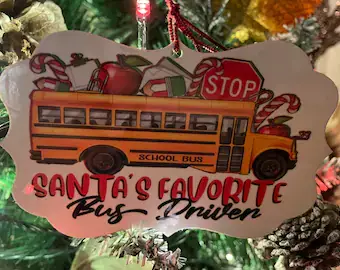 STOP
SCHOOL BUS
SANTA'S FAVORITE
Bus Driver